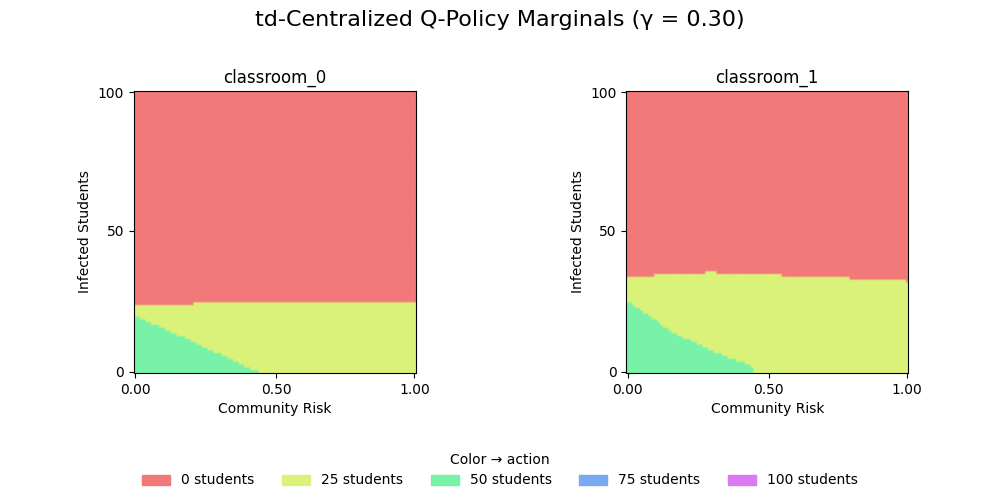 td-Centralized Q-Policy Marginals (γ = 0.30)
classroom_0
classroom_1
100
50
0
Infected Students
0.00
0.50
1.00
Community Risk
100
50
0
Infected Students
0.00
0.50
1.00
Community Risk
Color → action
0 students
25 students
50 students
75 students
100 students